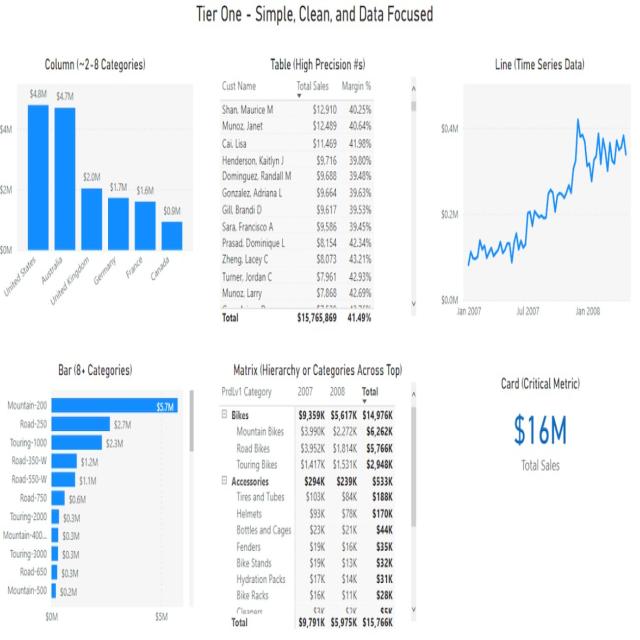 Tier One - Simple, Clean, and Data Focused
Column (~2-8 Categories)
$4M
$2M
$0M
$4.8M
$4.7M
$2.0M
$1.7M
$1.6M
$0.9M
United States
Australia
United Kingdom
Germany
France
Canada
Table (High Precision #s)
Cust Name Total Sales Margin %
Shan, Maurice M $12,910 40.25%
Munoz, Janet $12,489 40.64%
Cai, Lisa $11,469 41.98%
Henderson, Kaitlyn J $9,716 39.80%
Dominguez, Randall M $9,688 39.48%
Gonzalez, Adriana L $9,664 39.63%
Gill, Brandi D $9,617 39.53%
Sara, Francisco A $9,586 39.45%
Prasad, Dominique L $8,154 42.34%
Zheng, Lacey C $8,073 43.21%
Turner, Jordan C $7,961 42.93%
Munoz, Larry $7,868 42.69%
Total $15,765,869 41.49%
Line (Time Series Data)
$0.4M
$0.2M
$0.0M
Jan 2007 Jul 2007 Jan 2008
Bar (8+ Categories)
Mountain-200 $5.7M
Road-250 $2.7M
Touring-1000 $2.3M
Road-350-W $1.2M
Road-550-W $1.1M
Road-750 $0.6M
Touring-2000 $0.3M
Mountain-400... $0.3M
Touring-3000 $0.3M
Road-650 $0.3M
Mountain-500 $0.2M
$0M $5M
Matrix (Hierarchy or Categories Across Top)
PrdLv1 Category 2007 2008 Total
Bikes $9,359K $5,617K $14,976K
Mountain Bikes $3,990K $2,272K $6,262K
Road Bikes $3,952K $1,814K $5,766K
Touring Bikes $1,417K $1,531K $2,948K
Accessories $294K $239K $533K
Tires and Tubes $103K $84K $188K
Helmets $93K $78K $170K
Bottles and Cages $23K $21K $44K
Fenders $19K $16K $35K
Bike Stands $19K $13K $32K
Hydration Packs $17K $14K $31K
Bike Racks $16K $11K $28K
Cleaners $3K $2K $5K
Total $9,791K $5,975K $15,766K
Card (Critical Metric)
$16M
Total Sales